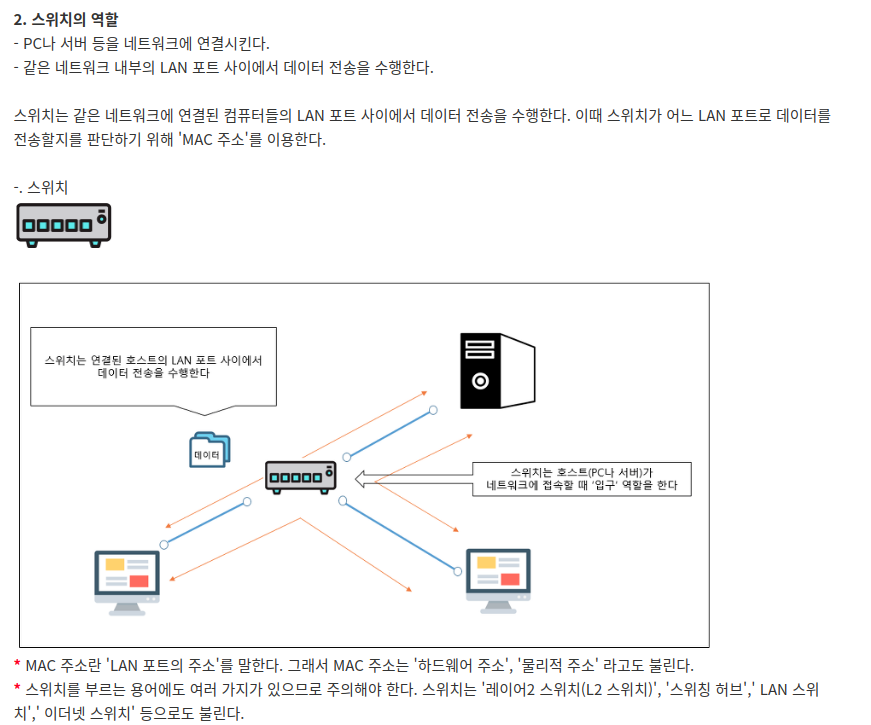 2. 스위치의 역할
- PC나 서버 등을 네트워크에 연결시킨다.
- 같은 네트워크 내부의 LAN 포트 사이에서 데이터 전송을 수행한다.
스위치는 같은 네트워크에 연결된 컴퓨터들의 LAN 포트 사이에서 데이터 전송을 수행한다. 이때 스위치가 어느 LAN 포트로 데이터를
전송할지를 판단하기 위해 'MAC 주소'를 이용한다.
-. 스위치
스위치는 연결된 호스트의 LAN 포트 사이에서
데이터 전송을 수행한다
데이터
스위치는 호스트(PC나 서버)가
네트워크에 접속할 때 '입구' 역할을 한다
* MAC 주소란 'LAN 포트의 주소'를 말한다. 그래서 MAC 주소는 '하드웨어 주소', '물리적 주소' 라고도 불린다.
* 스위치를 부르는 용어에도 여러 가지가 있으므로 주의해야 한다. 스위치는 '레이어2 스위치(L2 스위치)', '스위칭 허브',' LAN 스위
치',' 이더넷 스위치' 등으로도 불린다.